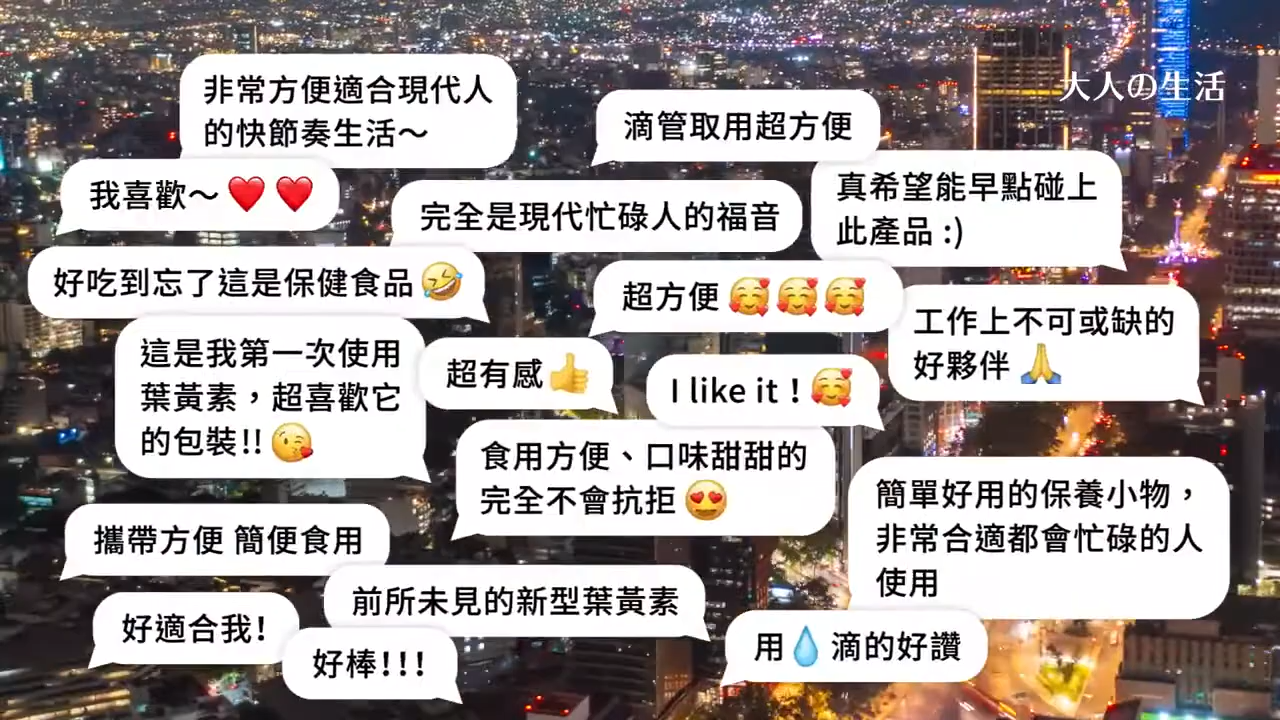 大人の生活
非常方便適合現代人
的快節奏生活～
滴管取用超方便
我喜歡～ ❤️ ❤️
完全是現代忙碌人的福音
真希望能早點碰上
此產品 :)
好吃到忘了這是保健食品 🤣
超方便 🥰🥰🥰
工作上不可或缺的
好夥伴 🙏
這是我第一次使用
葉黃素，超喜歡它
的包裝!! 😘
超有感👍
I like it！🥰
食用方便、口味甜甜的
完全不會抗拒 😍
簡單好用的保養小物，
非常合適都會忙碌的人
使用
攜帶方便 簡便食用
前所未見的新型葉黃素
好適合我!
好棒!!!
用💧滴的好讚